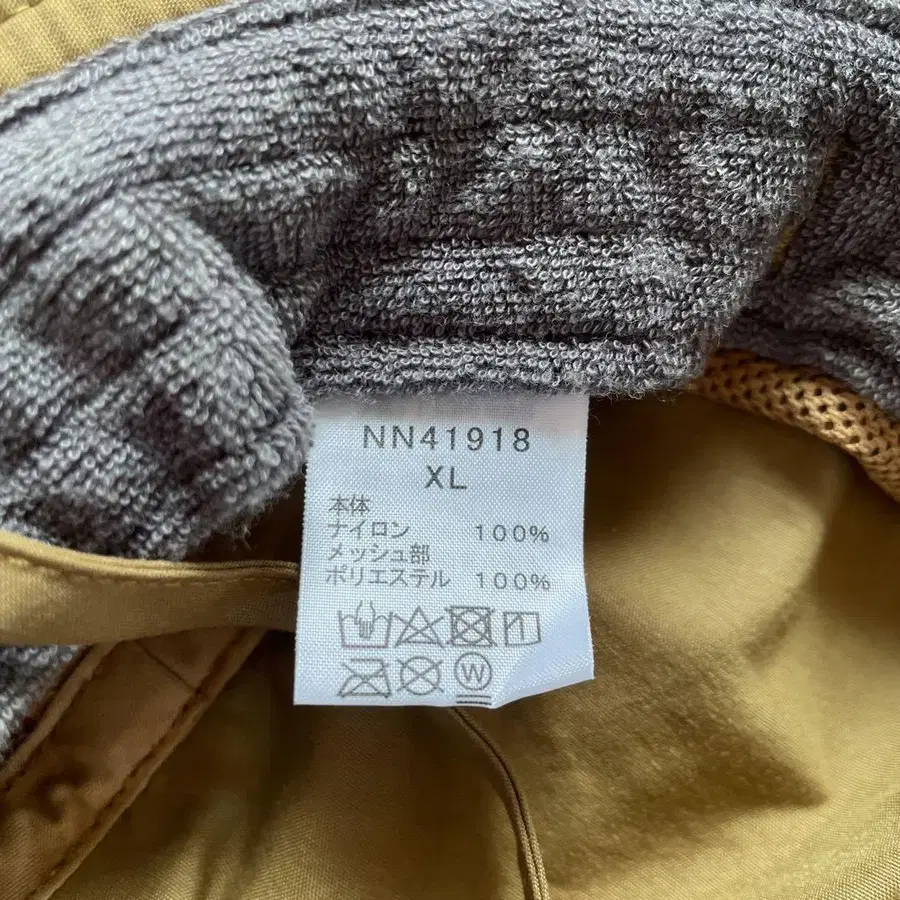 NN41918
XL
本体
ナイロン 100%
メッシュ部
ポリエステル 100%
W